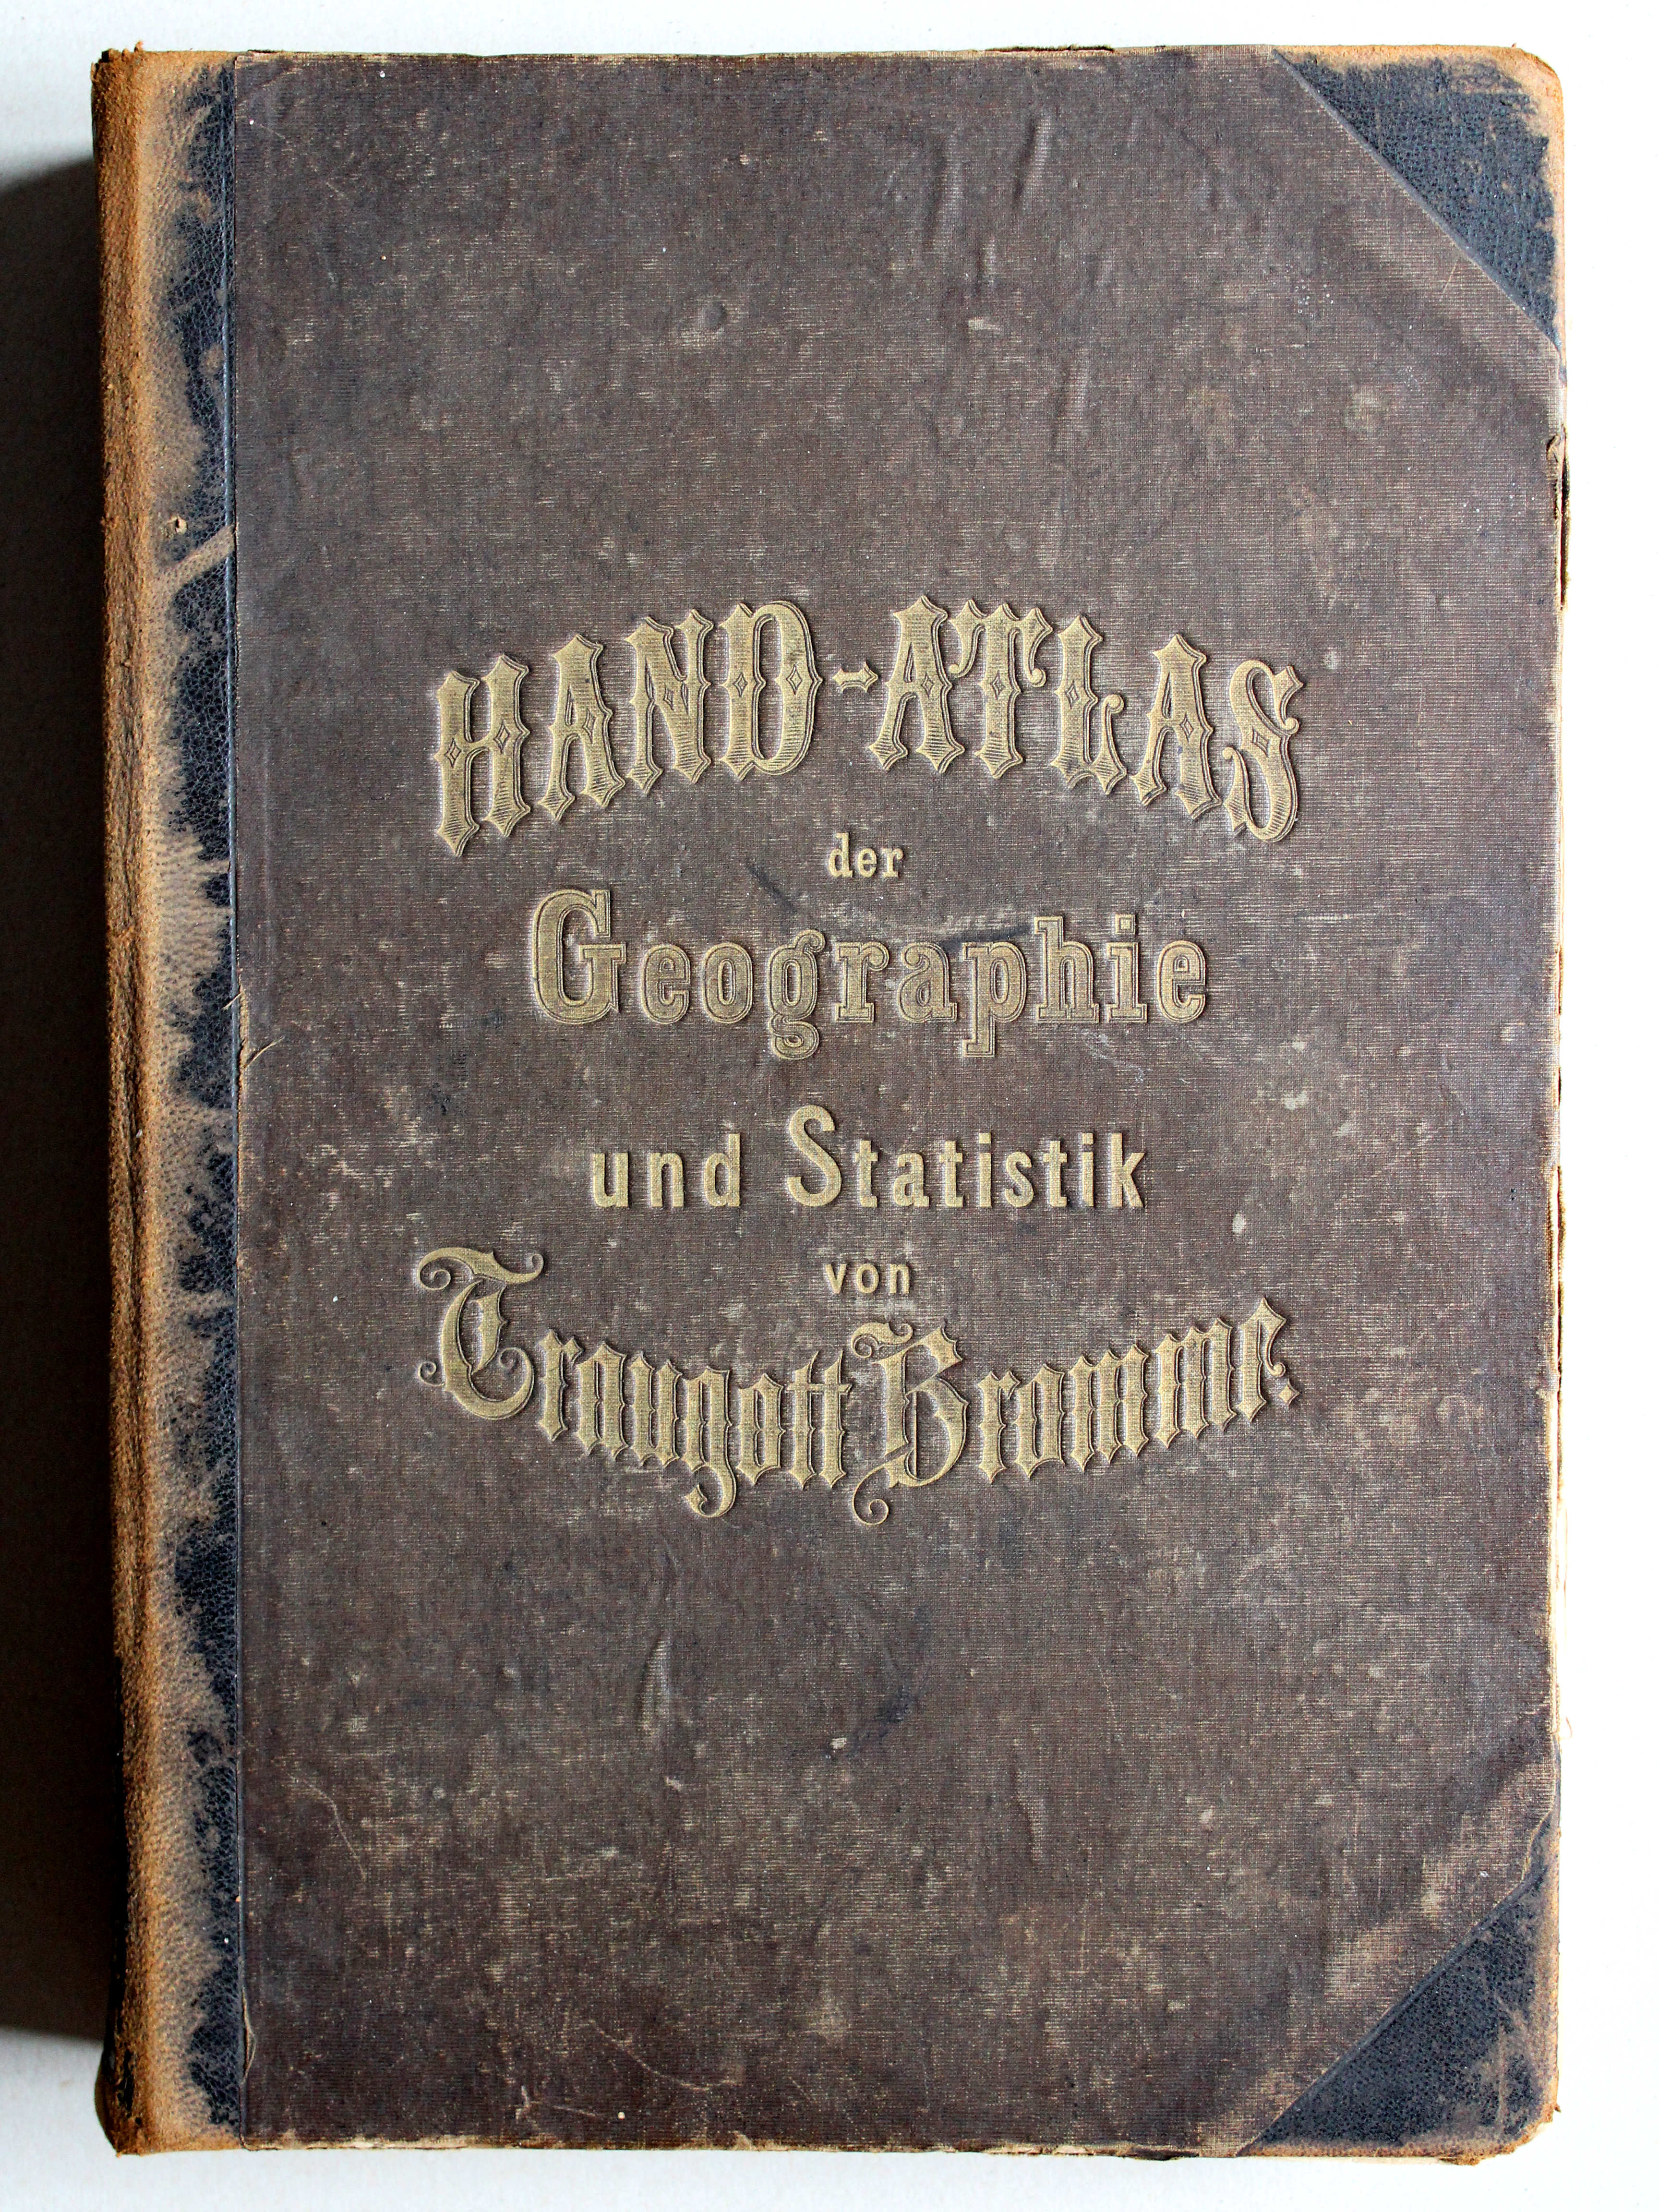 HAND-ATLAS
der
Geographie
und Statistik
von
Traugott Bromme.